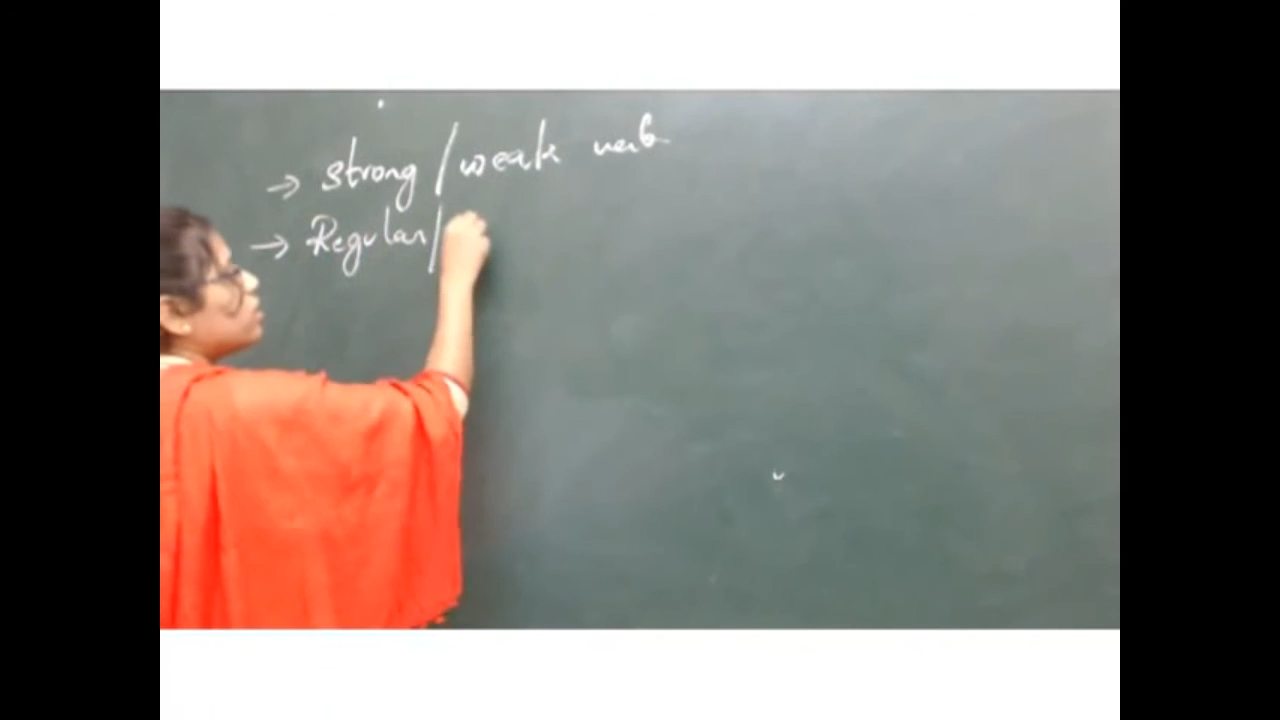 → strong / weak verb
→ Regular /